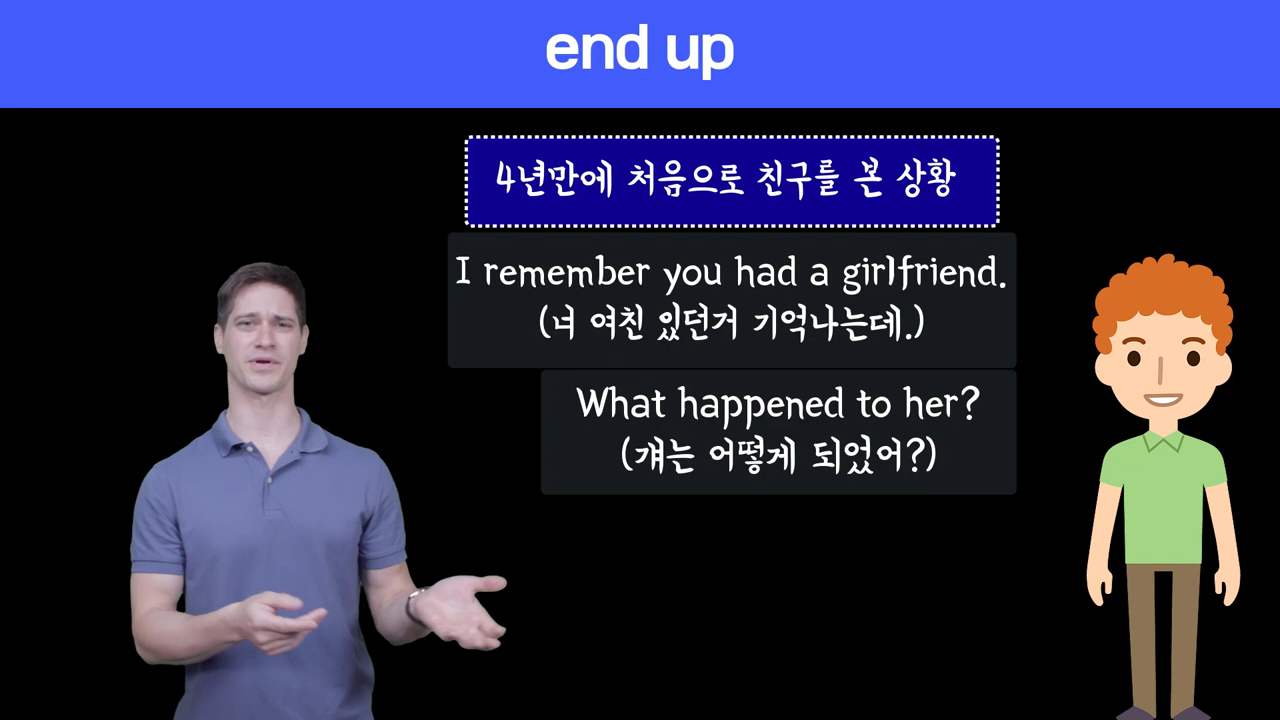 end up
4년만에 처음으로 친구를 본 상황
I remember you had a girlfriend.
(너 여친 있던거 기억나는데.)
What happened to her?
(걔는 어떻게 되었어?)